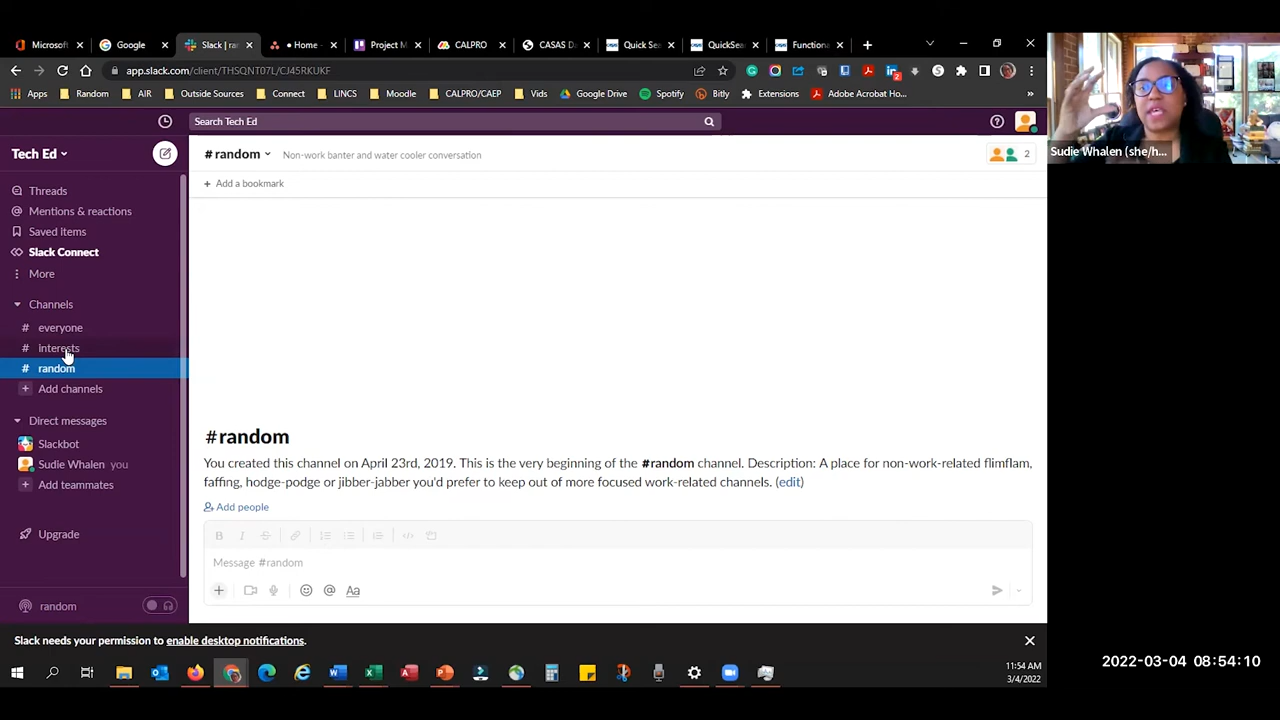 Microsoft
Google
Slack | ra
Home -
Project M
CALPRO
CASAS D
Quick Sea
QuickSea
Functiona
app.slack.com/client/THSQNT07L/CJ45RKUKF
Apps
Random
AIR
Outside Sources
Connect
LINCS
Moodle
CALPRO/CAEP
Vids
Google Drive
Spotify
Bitly
Extensions
Adobe Acrobat Ho...
Search Tech Ed
Tech Ed
#random
Non-work banter and water cooler conversation
2
+ Add a bookmark
Sudie Whalen (she/h...
Threads
Mentions & reactions
Saved Items
Slack Connect
More
Channels
# everyone
# interests
# random
+ Add channels
Direct messages
Slackbot
Sudie Whalen you
+ Add teammates
Upgrade
random
#random
You created this channel on April 23rd, 2019. This is the very beginning of the #random channel. Description: A place for non-work-related flimflam,
faffing, hodge-podge or jibber-jabber you'd prefer to keep out of more focused work-related channels. (edit)
Add people
Message #random
Slack needs your permission to enable desktop notifications.
11:54 AM
3/4/2022
2022-03-04 08:54:10